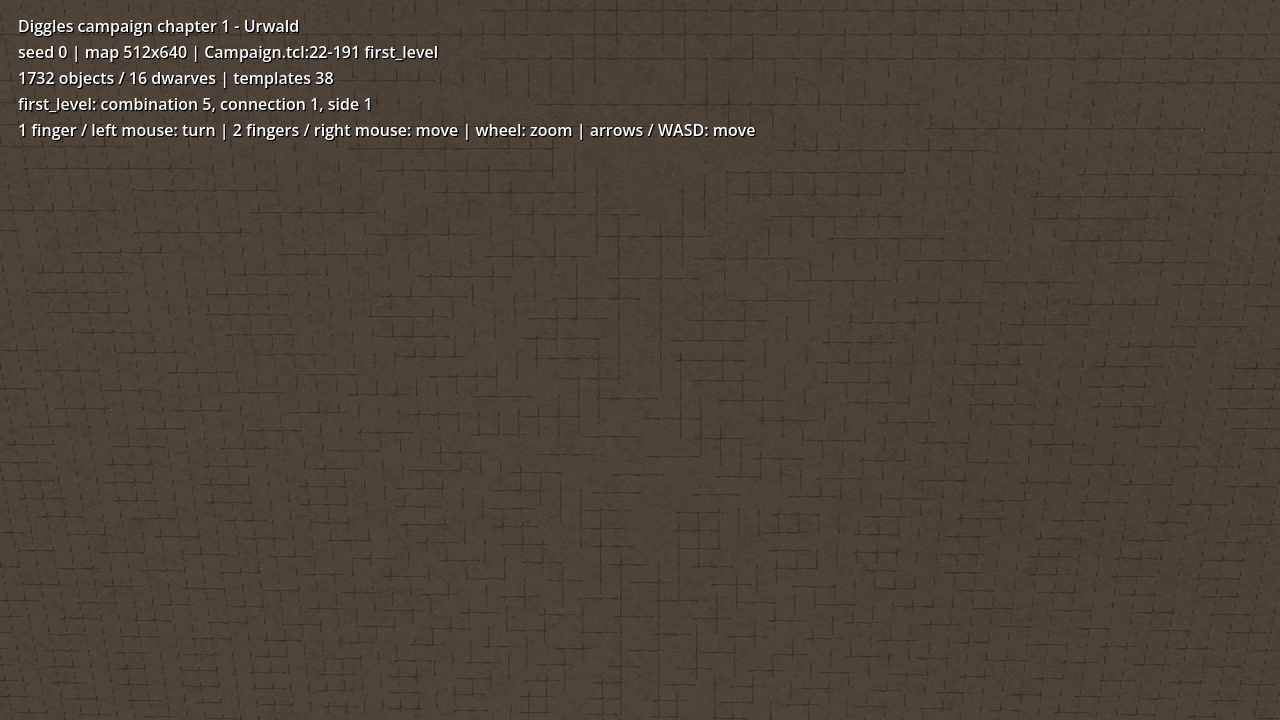 Diggles campaign chapter 1 - Urwald
seed 0 | map 512x640 | Campaign.tcl:22-191 first_level
1732 objects / 16 dwarves | templates 38
first_level: combination 5, connection 1, side 1
1 finger / left mouse: turn | 2 fingers / right mouse: move | wheel: zoom | arrows / WASD: move